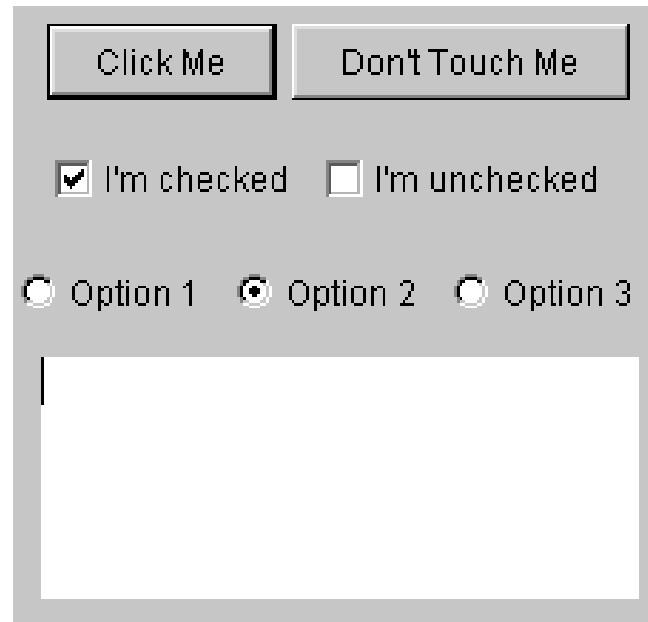 Click Me Don't Touch Me
I'm checked I'm unchecked
Option 1 Option 2 Option 3